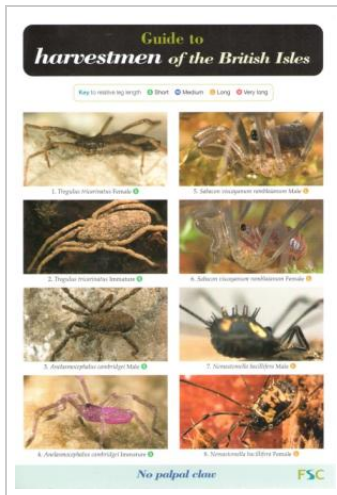 Guide to
harvestmen of the British Isles
Key to relative leg length S Short M Medium L Long V Very long
1. Trogulus tricarinatus Female S
5. Sabacon viscayanum ramblaianum Male L
2. Trogulus tricarinatus Immature S
6. Sabacon viscayanum ramblaianum Female L
3. Anelasmocephalus cambridgei Male S
7. Nemastomella bacillifera Male L
4. Anelasmocephalus cambridgei Immature S
8. Nemastomella bacillifera Female L
No palpal claw
FSC